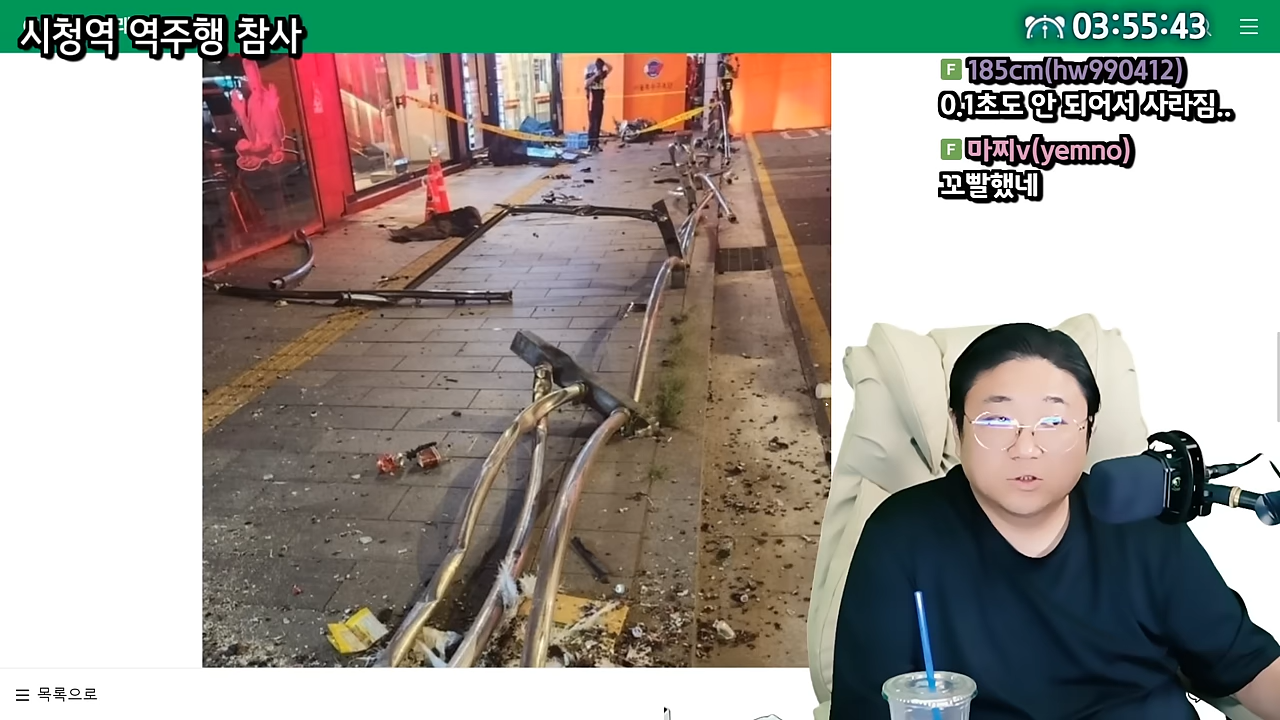 시청역 역주행 참사
03:55:43
F 185cm(hw990412)
0.1초도 안 되어서 사라짐..
F 마찌v(yemno)
꼬빨했네
목록으로